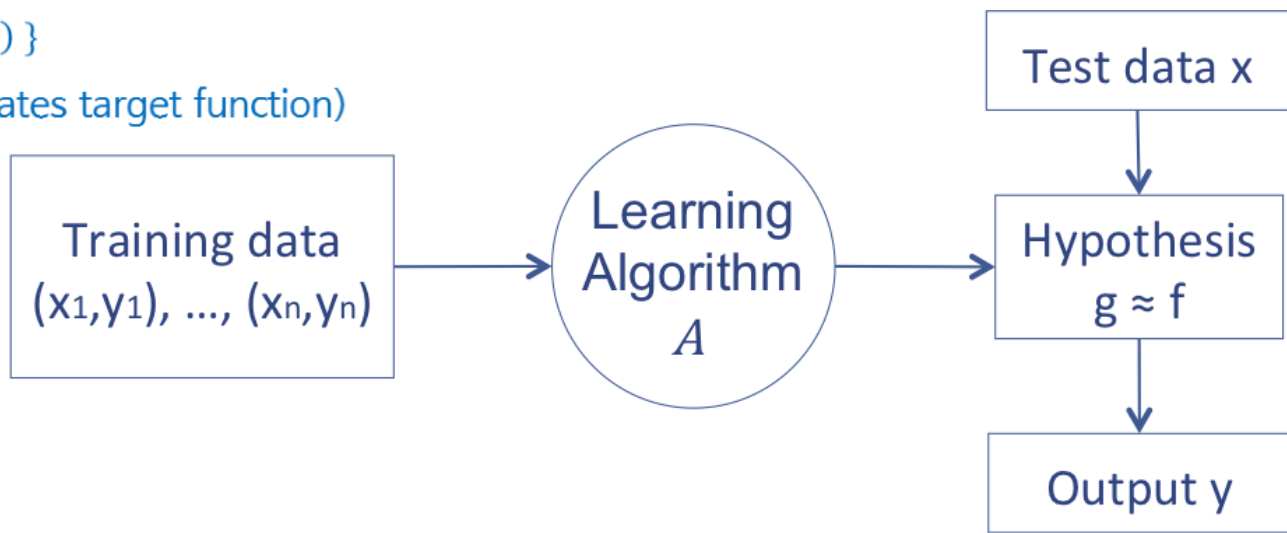 ) }
ates target function)
Training data
(x1,y1), ..., (xn,yn)
Learning
Algorithm
A
Test data x
Hypothesis
g ≈ f
Output y